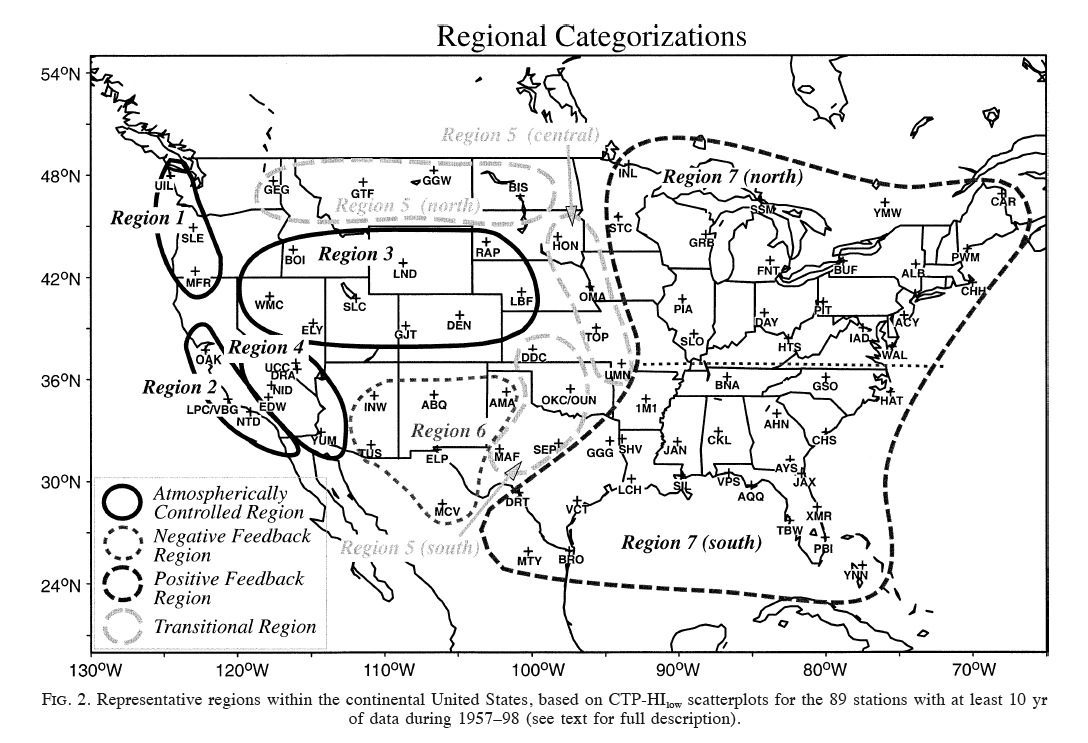 Regional Categorizations
54°N
48°N
42°N
36°N
30°N
24°N
Region 5 (central)
Region 7 (north)
INL
UIL
GEG
GTF
GGW
BIS
Region 5 (north)
SSM
YMW
CAR
Region 1
SLE
STC
GRB
HON
Region 3
BOI
RAP
LND
MFR
FNT
BUF
ALB
PWM
CHH
WMC
SLC
LBF
OMA
PIA
DAY
PIT
ACY
ELY
GJT
DEN
TOP
SLO
HTS
IAD
WAL
Region 4
OAK
UCC
DRA
NID
EDW
DDC
UMN
Region 2
LPC/VBG
NTD
YUM
INW
ABQ
AMA
OKC/UON
1M1
BNA
GSO
HAT
Region 6
TUS
ELP
MAF
SEP
GGG
SHV
JAN
CKL
AHN
CHS
LCH
SIL
VPS
AQQ
AYS
JAX
MCV
DRT
VCT
XMR
TBW
PBI
Region 5 (south)
Region 7 (south)
MTY
BRO
YNN
Atmospherically
Controlled Region
Negative Feedback
Region
Positive Feedback
Region
Transitional Region
130°W
120°W
110°W
100°W
90°W
80°W
70°W
FIG. 2. Representative regions within the continental United States, based on CTP-HIlow scatterplots for the 89 stations with at least 10 yr
of data during 1957–98 (see text for full description).